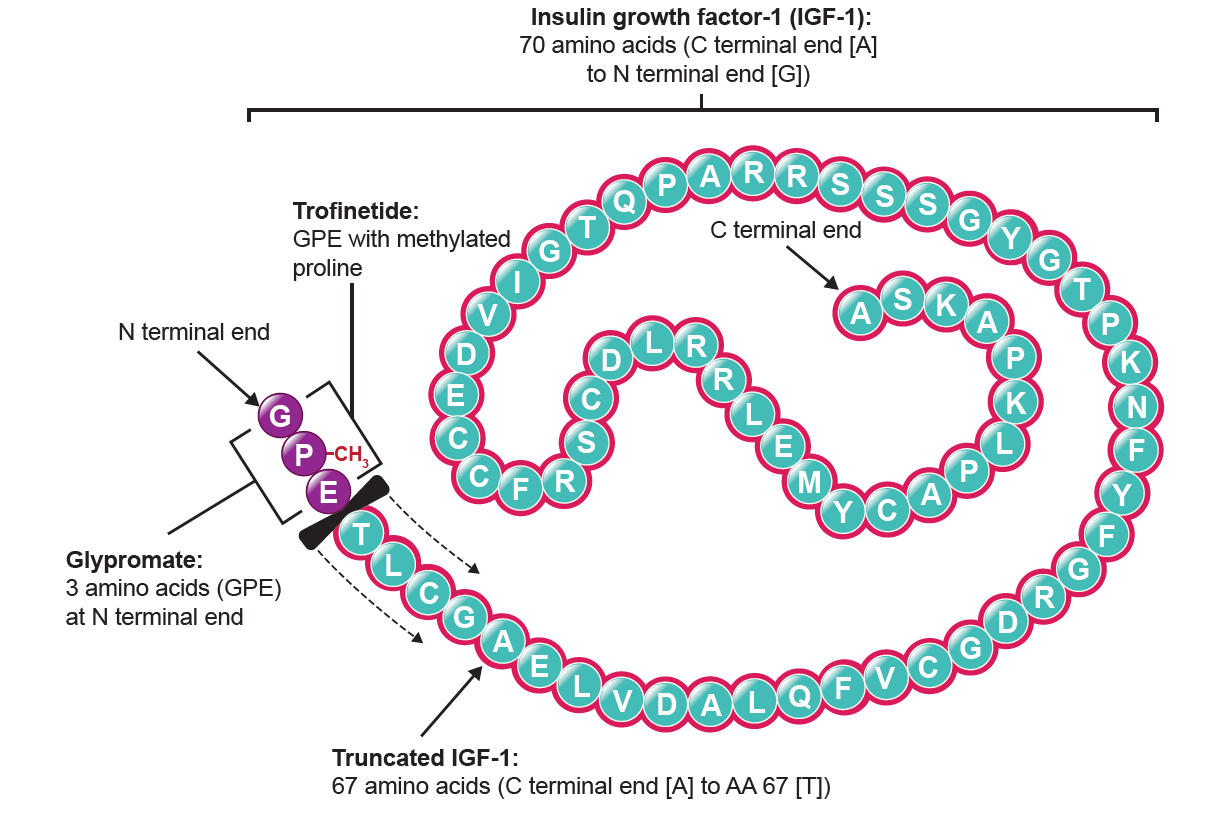 Insulin growth factor-1 (IGF-1):
70 amino acids (C terminal end [A]
to N terminal end [G])
Trofinetide:
GPE with methylated
proline
N terminal end
C terminal end
G
P -CH3
E
T
L
C
G
A
E
L
V
D
A
L
Q
F
V
C
G
D
R
G
F
Y
F
N
K
P
T
G
Y
G
S
S
S
R
R
A
P
Q
T
G
I
V
D
E
C
C
F
R
S
C
D
L
R
R
L
E
M
Y
C
A
P
L
K
P
A
K
S
A
Glypromate:
3 amino acids (GPE)
at N terminal end
Truncated IGF-1:
67 amino acids (C terminal end [A] to AA 67 [T])